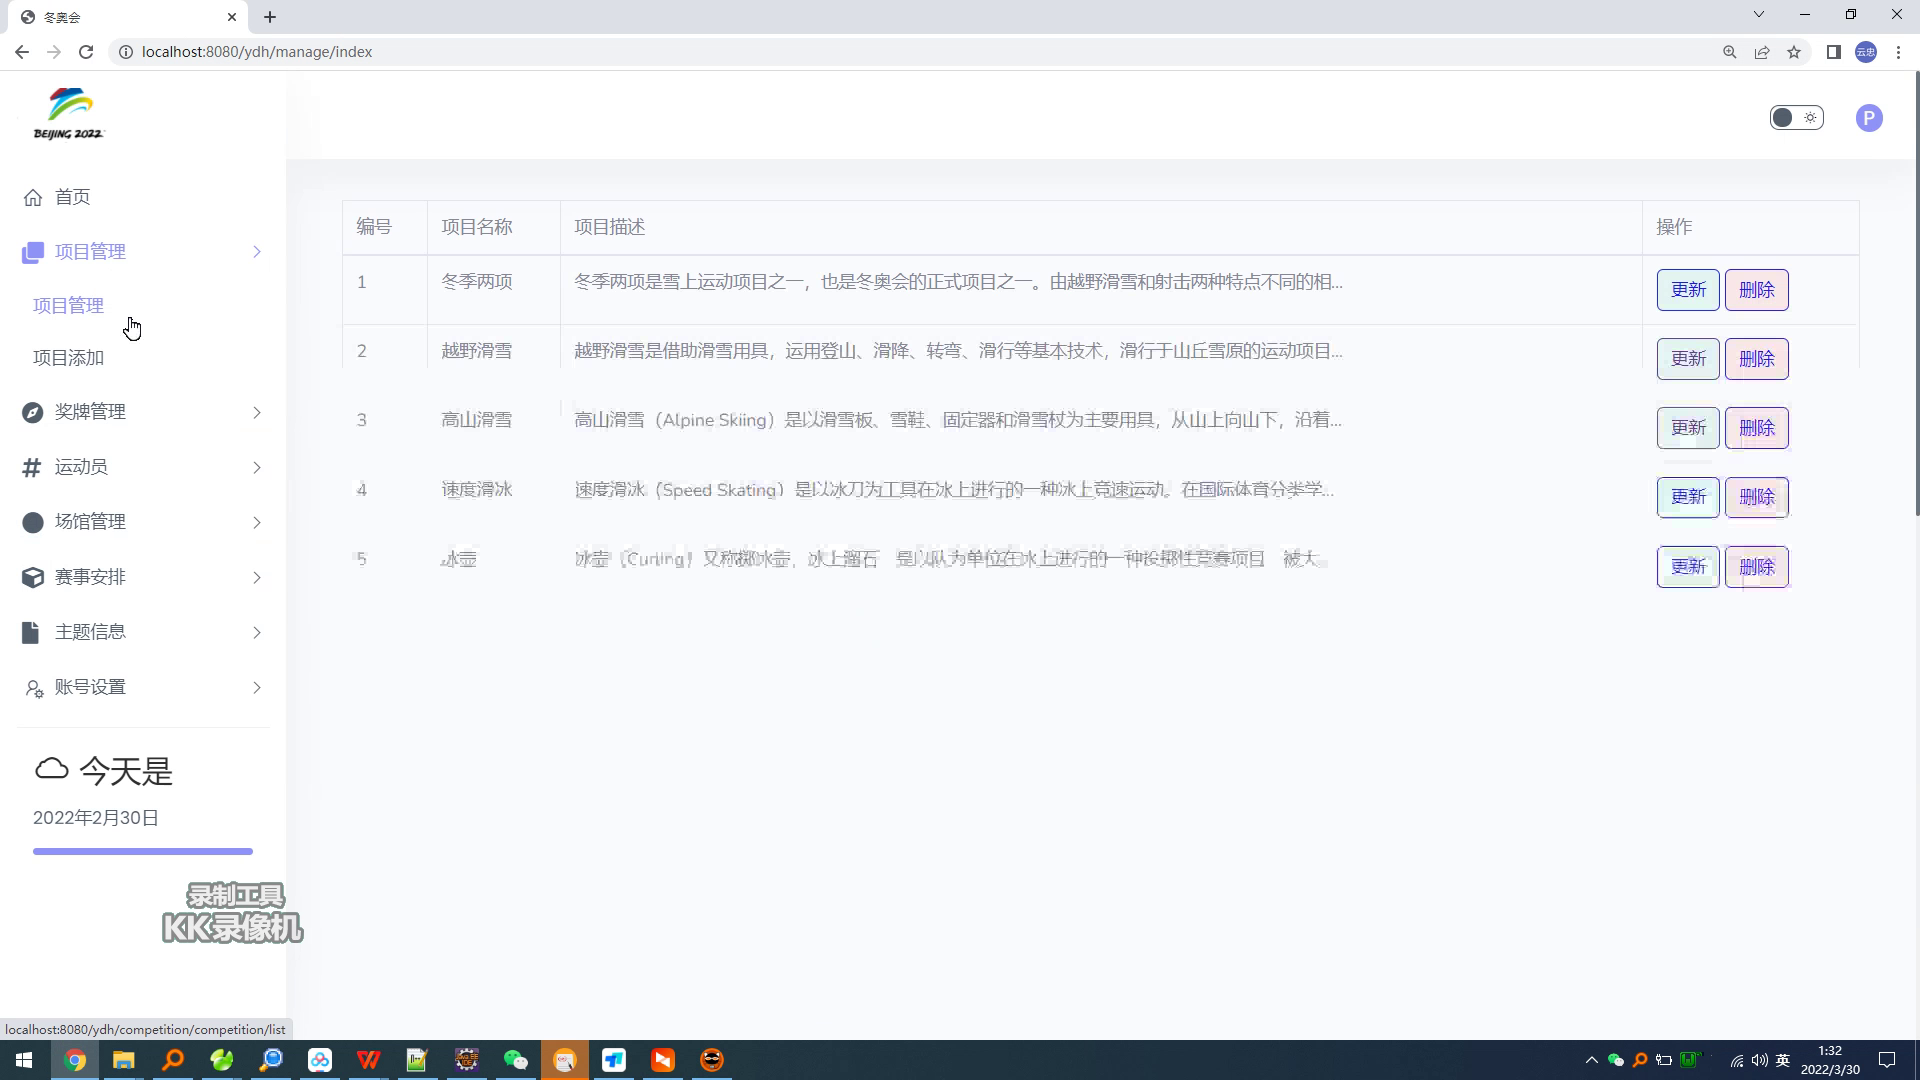 冬奥会
localhost:8080/ydh/manage/index
云忠
BEIJING 2022
P
首页
项目管理
项目管理
项目添加
奖牌管理
运动员
场馆管理
赛事安排
主题信息
账号设置
今天是
2022年2月30日
编号 项目名称 项目描述 操作
1 冬季两项 冬季两项是雪上运动项目之一，也是冬奥会的正式项目之一。由越野滑雪和射击两种特点不同的相... 更新 删除
2 越野滑雪 越野滑雪是借助滑雪用具，运用登山、滑降、转弯、滑行等基本技术，滑行于山丘雪原的运动项目... 更新 删除
3 高山滑雪 高山滑雪（Alpine Skiing）是以滑雪板、雪鞋、固定器和滑雪杖为主要用具，从山上向山下，沿着... 更新 删除
4 速度滑冰 速度滑冰（Speed Skating）是以冰刀为工具在冰上进行的一种冰上竞速运动。在国际体育分类学... 更新 删除
5 冰壶 冰壶（Curling）又称掷冰壶，冰上溜石 是以队为单位在冰上进行的一种投掷性竞赛项目 被大... 更新 删除
录制工具
KK录像机
localhost:8080/ydh/competition/competition/list
英
1:32
2022/3/30